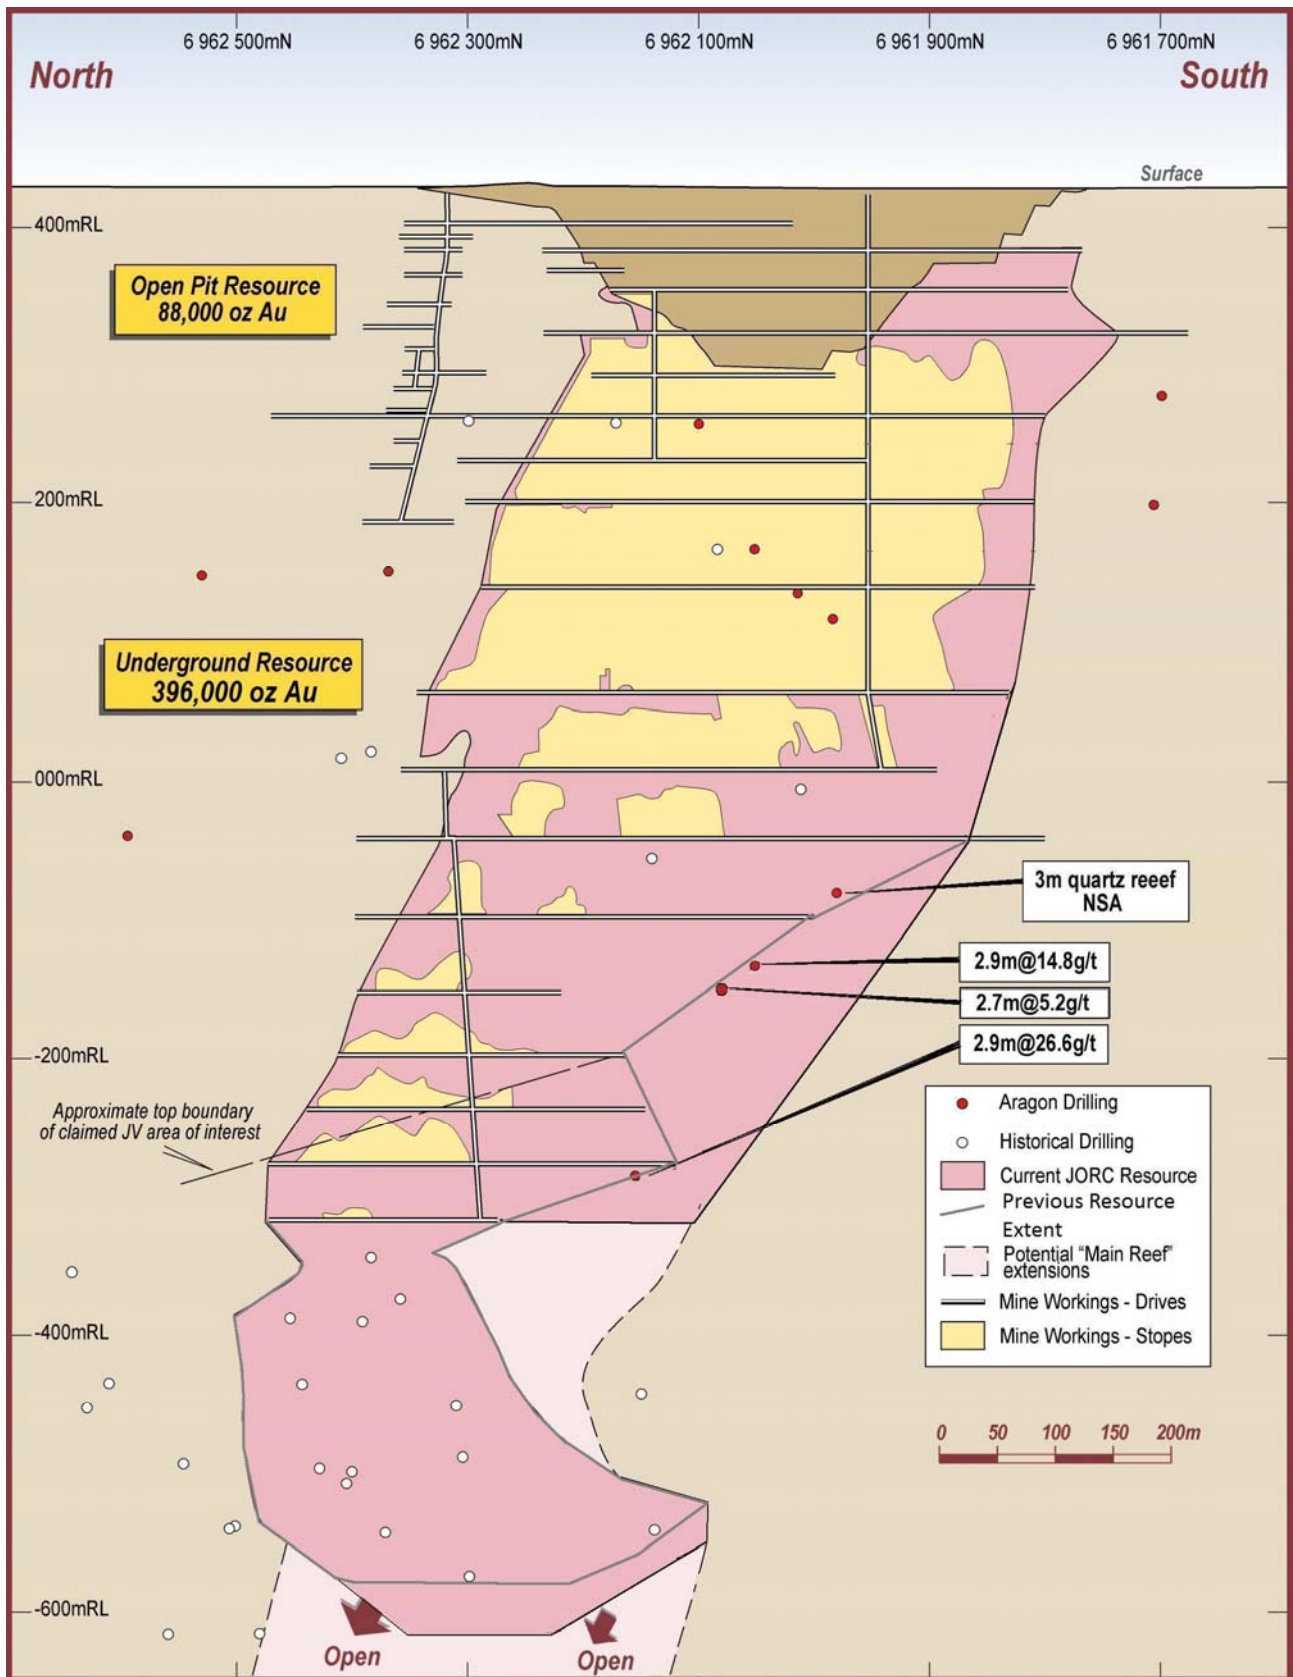 6 962 500mN
6 962 300mN
6 962 100mN
6 961 900mN
6 961 700mN
North
South
Surface
400mRL
Open Pit Resource
88,000 oz Au
200mRL
Underground Resource
396,000 oz Au
000mRL
3m quartz reeef
NSA
2.9m@14.8g/t
2.7m@5.2g/t
2.9m@26.6g/t
-200mRL
Approximate top boundary
of claimed JV area of interest
Aragon Drilling
Historical Drilling
Current JORC Resource
Previous Resource
Extent
Potential "Main Reef"
extensions
Mine Workings - Drives
Mine Workings - Stopes
-400mRL
0 50 100 150 200m
-600mRL
Open
Open